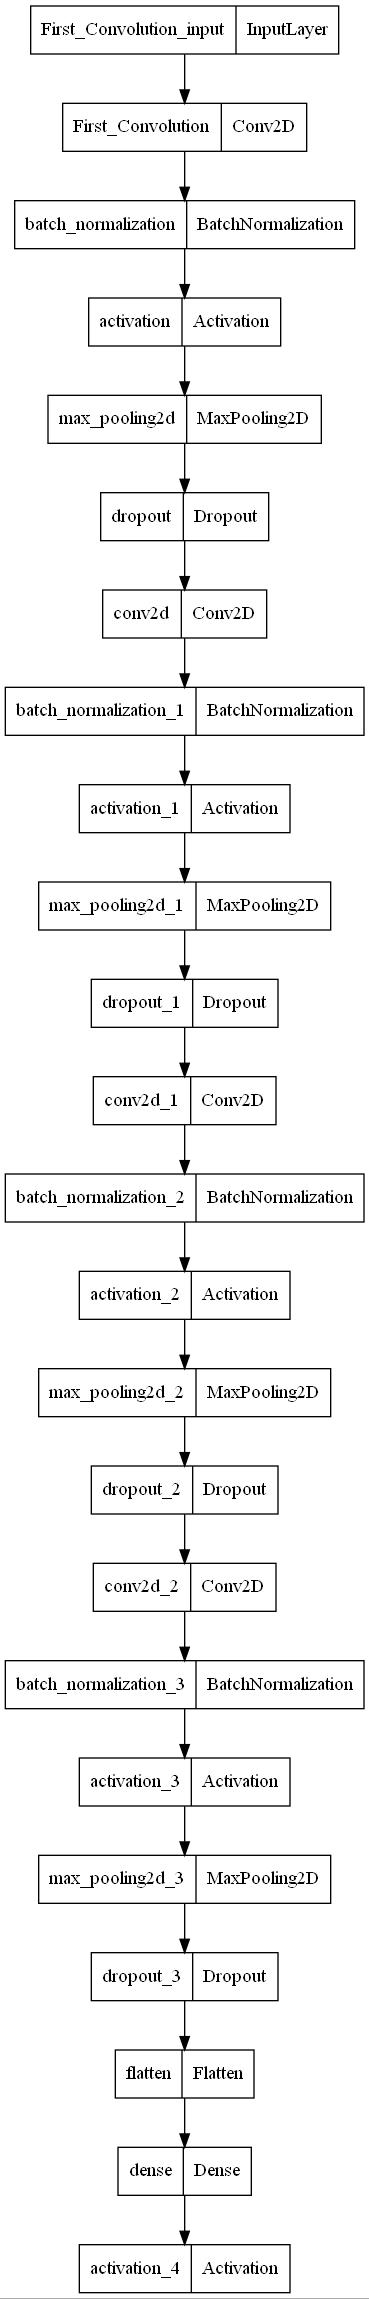 First_Convolution_input InputLayer
First_Convolution Conv2D
batch_normalization BatchNormalization
activation Activation
max_pooling2d MaxPooling2D
dropout Dropout
conv2d Conv2D
batch_normalization_1 BatchNormalization
activation_1 Activation
max_pooling2d_1 MaxPooling2D
dropout_1 Dropout
conv2d_1 Conv2D
batch_normalization_2 BatchNormalization
activation_2 Activation
max_pooling2d_2 MaxPooling2D
dropout_2 Dropout
conv2d_2 Conv2D
batch_normalization_3 BatchNormalization
activation_3 Activation
max_pooling2d_3 MaxPooling2D
dropout_3 Dropout
flatten Flatten
dense Dense
activation_4 Activation